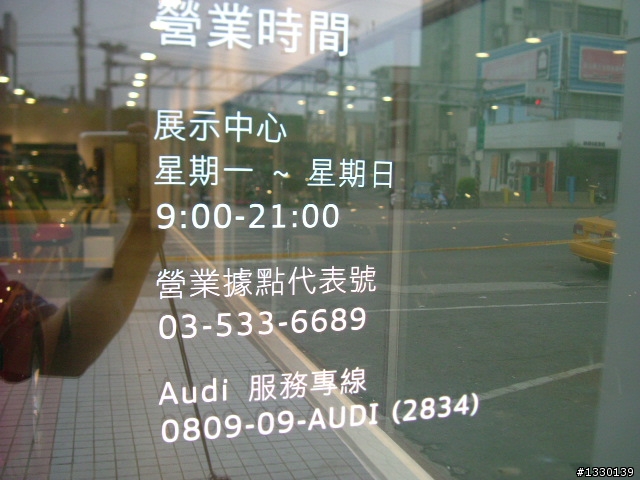 營業時間
展示中心
星期一 ~ 星期日
9:00-21:00
營業據點代表號
03-533-6689
Audi 服務專線
0809-09-AUDI (2834)
#1330139